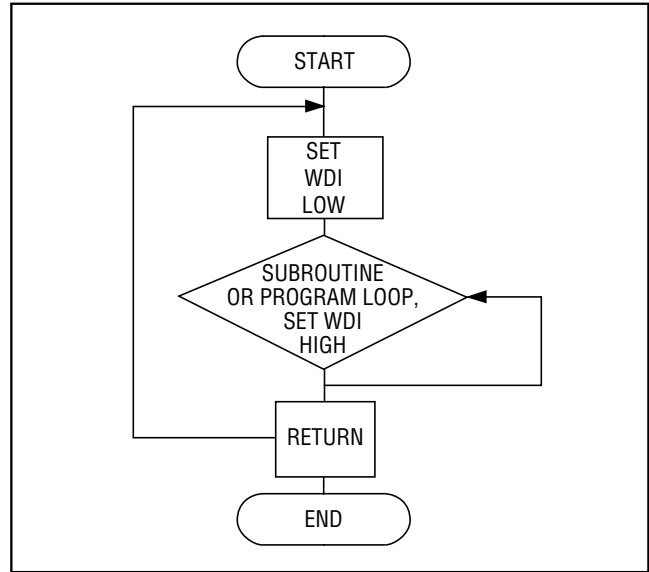 START
SET
WDI
LOW
SUBROUTINE
OR PROGRAM LOOP,
SET WDI
HIGH
RETURN
END